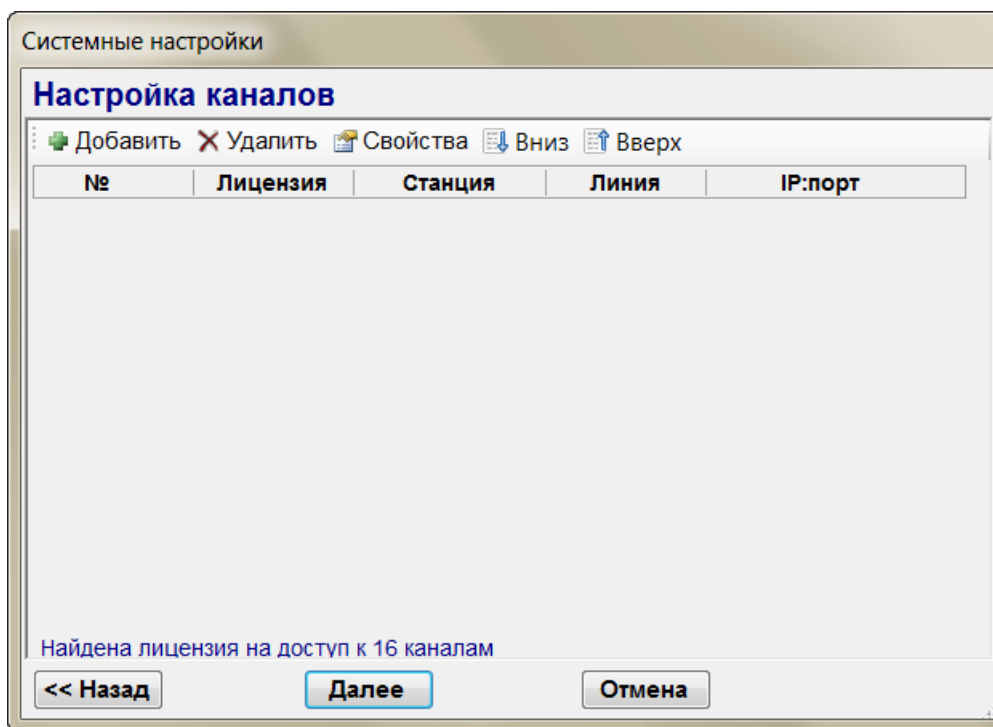 Системные настройки
Настройка каналов
Добавить Удалить Свойства Вниз Вверх
№ Лицензия Станция Линия IP:порт
Найдена лицензия на доступ к 16 каналам
<< Назад Далее Отмена